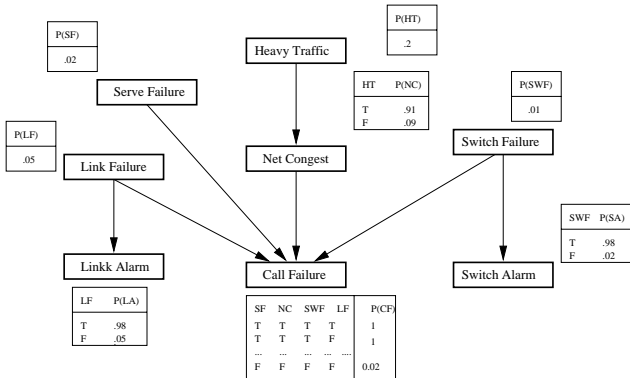 P(SF)
.02
Serve Failure
Heavy Traffic
P(HT)
.2
HT P(NC)
T .91
F .09
P(SWF)
.01
P(LF)
.05
Link Failure
Net Congest
Switch Failure
SWF P(SA)
T .98
F .02
Linkk Alarm
Call Failure
Switch Alarm
LF P(LA)
T .98
F .05
SF NC SWF LF P(CF)
T T T T 1
T T T F 1
... ... ... ... ....
F F F F 0.02